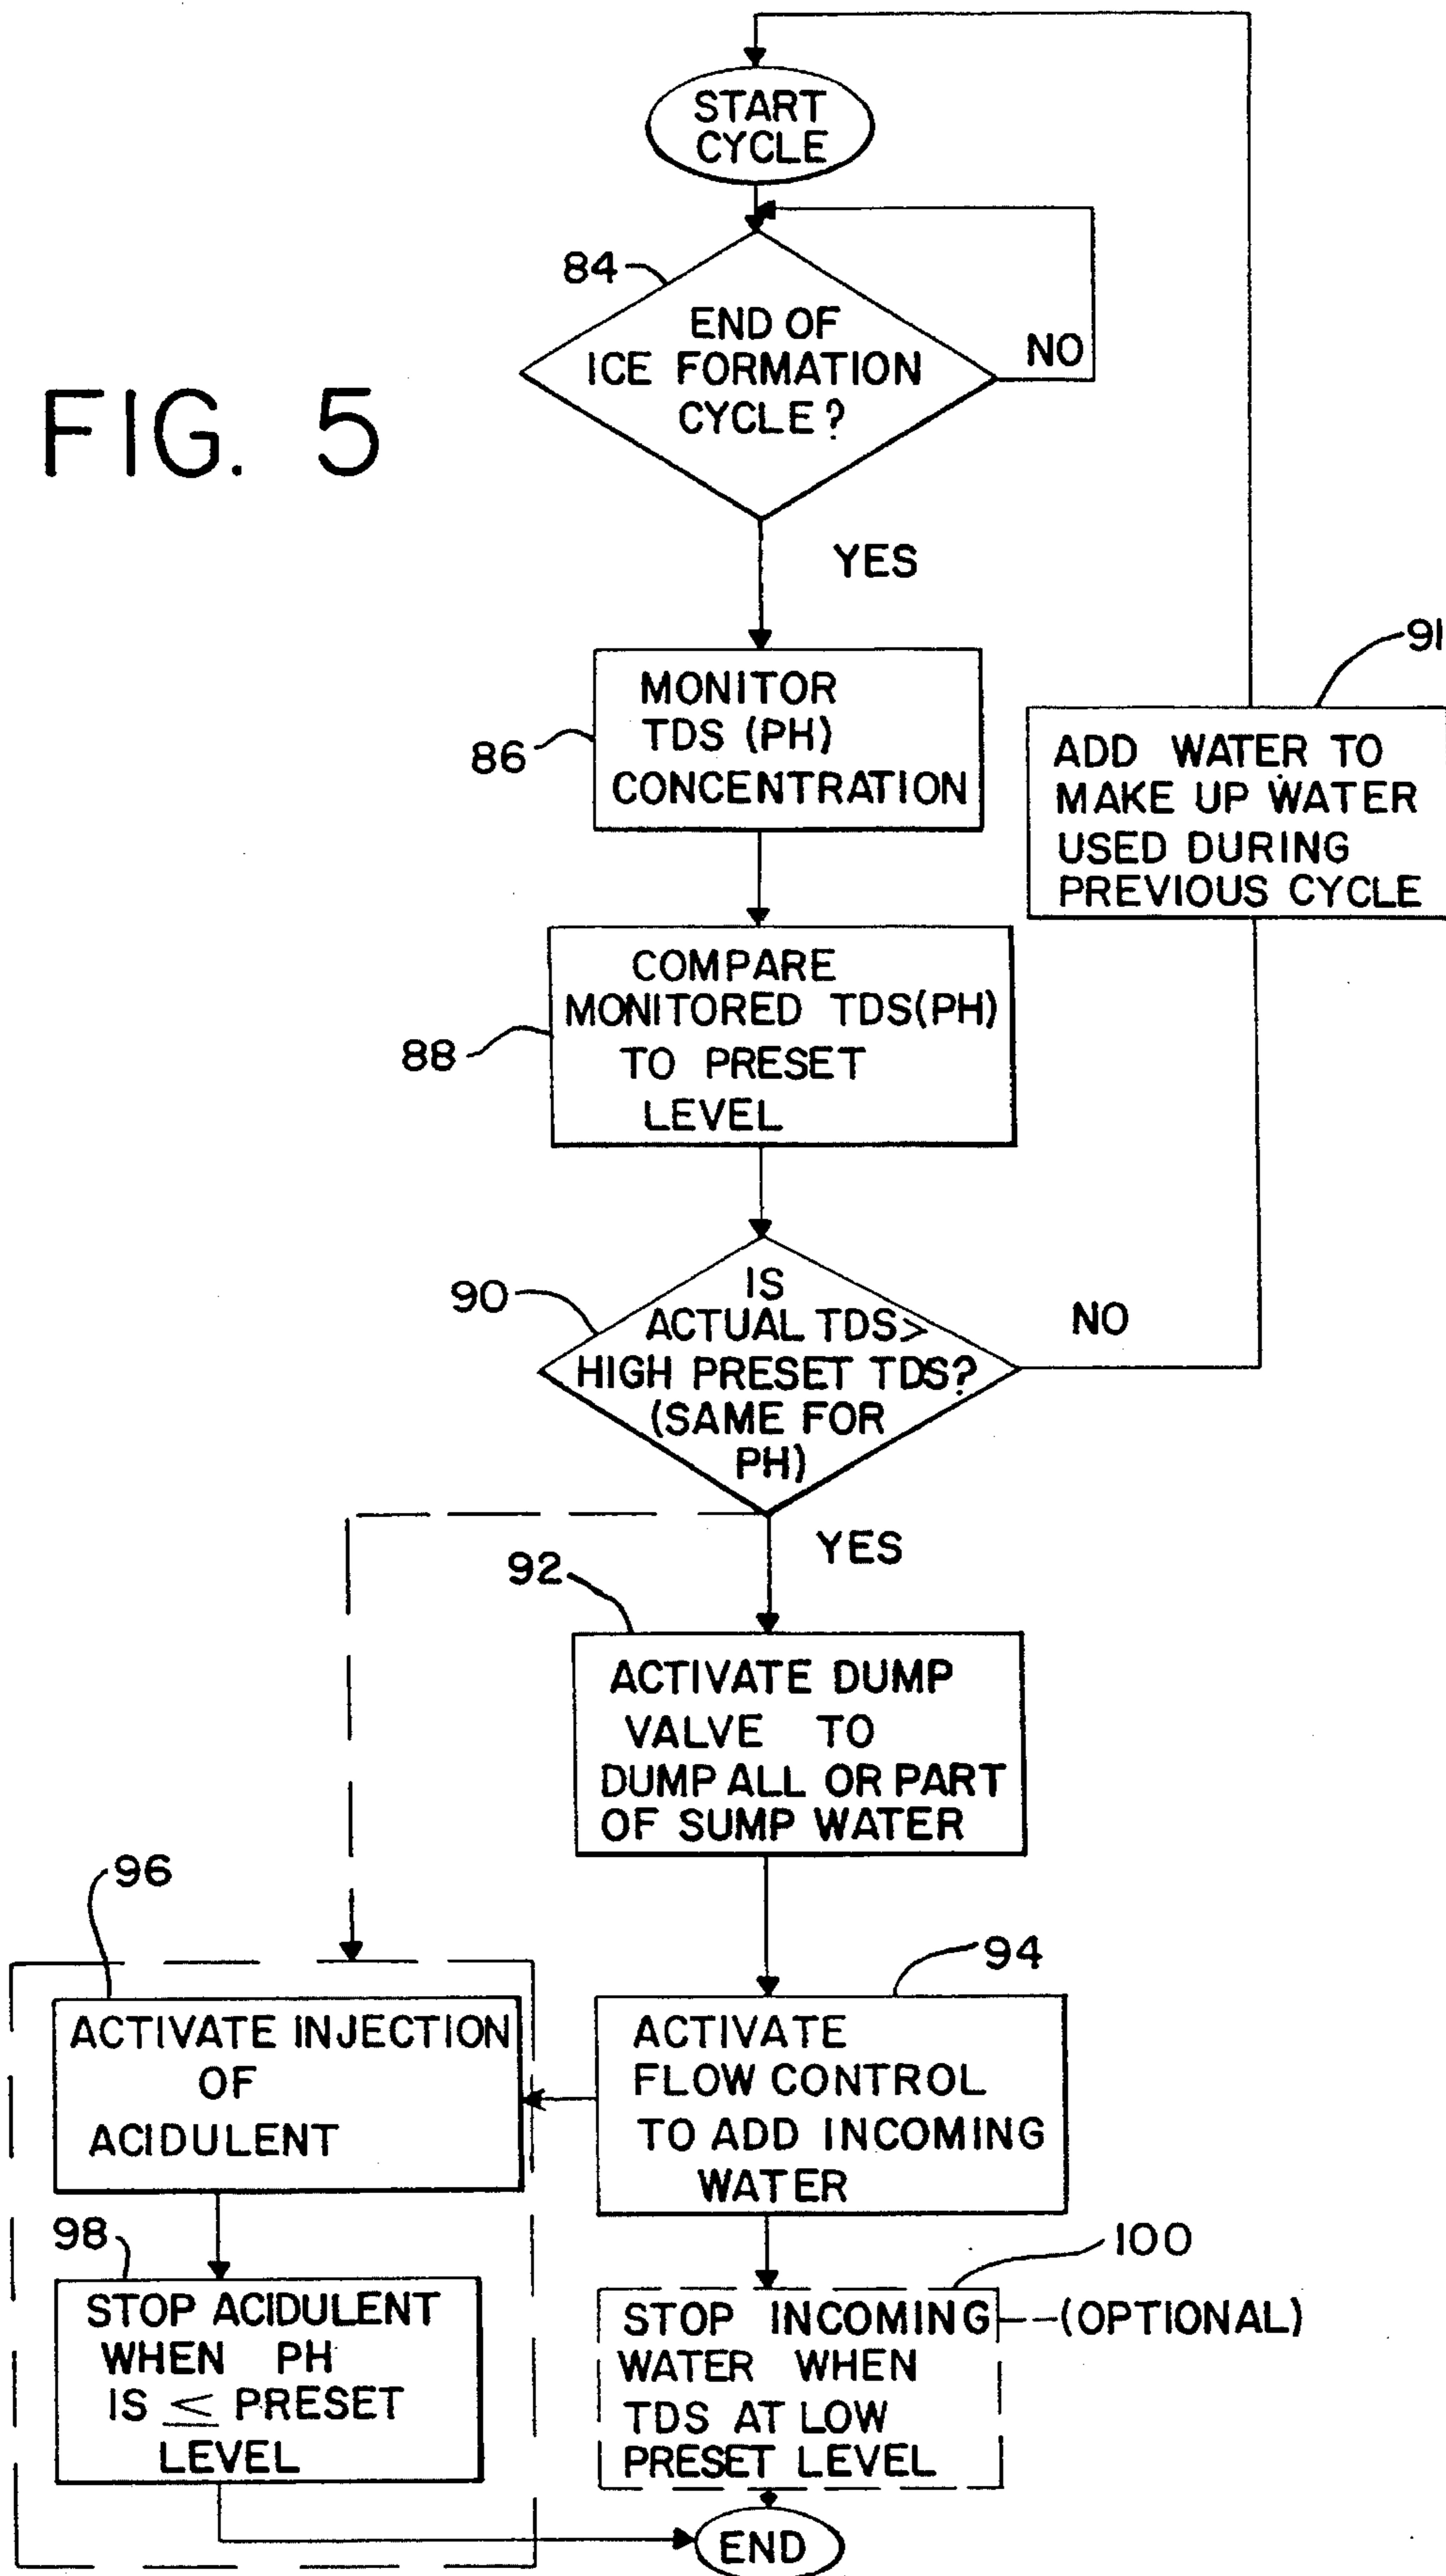 START
CYCLE
84
END OF
ICE FORMATION
CYCLE?
NO
FIG. 5
YES
91
MONITOR
TDS (PH)
CONCENTRATION
86
ADD WATER TO
MAKE UP WATER
USED DURING
PREVIOUS CYCLE
COMPARE
MONITORED TDS(PH)
TO PRESET
LEVEL
88
90
IS
ACTUAL TDS>
HIGH PRESET TDS?
(SAME FOR
PH)
NO
YES
92
ACTIVATE DUMP
VALVE TO
DUMP ALL OR PART
OF SUMP WATER
96
94
ACTIVATE INJECTION
OF
ACIDULENT
ACTIVATE
FLOW CONTROL
TO ADD INCOMING
WATER
98
100
STOP ACIDULENT
WHEN PH
IS ≤ PRESET
LEVEL
STOP INCOMING
WATER WHEN
TDS AT LOW
PRESET LEVEL
(OPTIONAL)
END